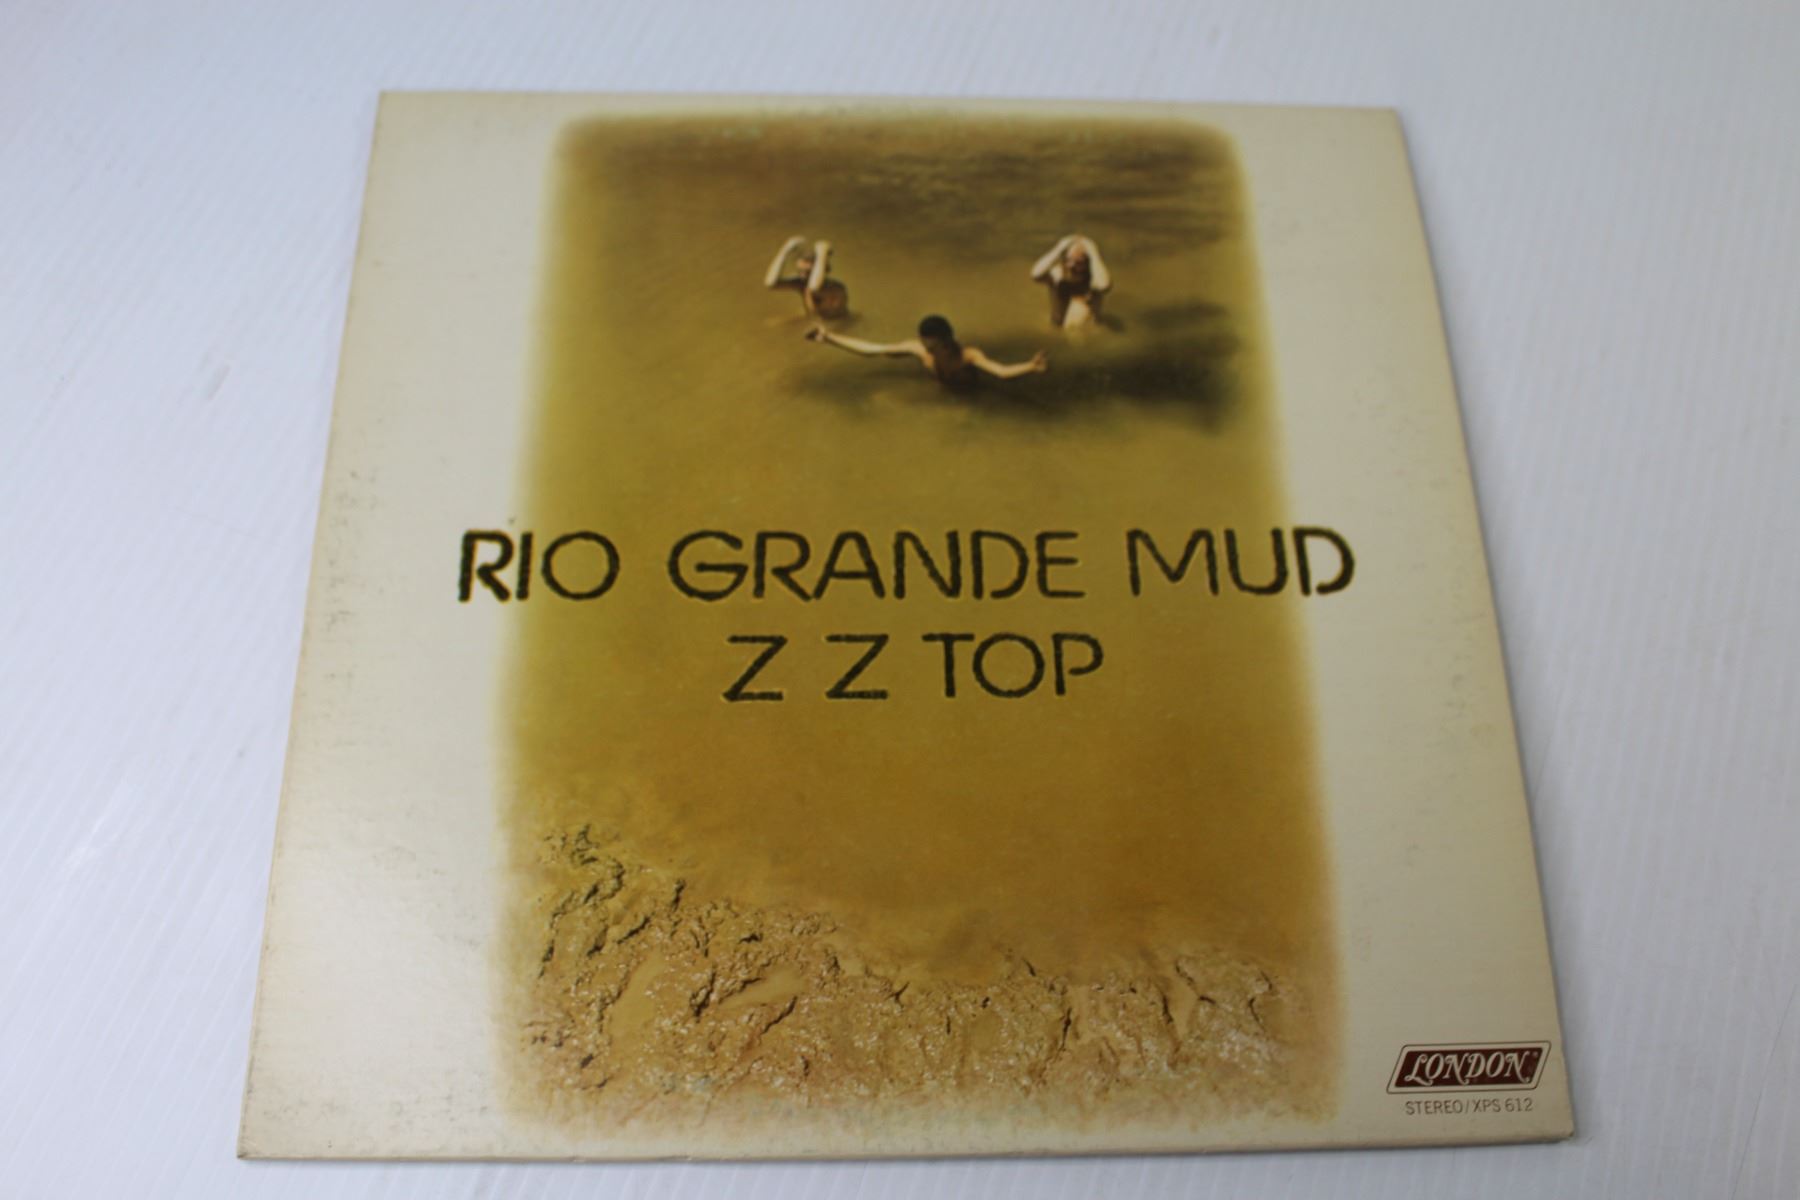 RIO GRANDE MUD
Z Z TOP
LONDON
STEREO/XPS 612